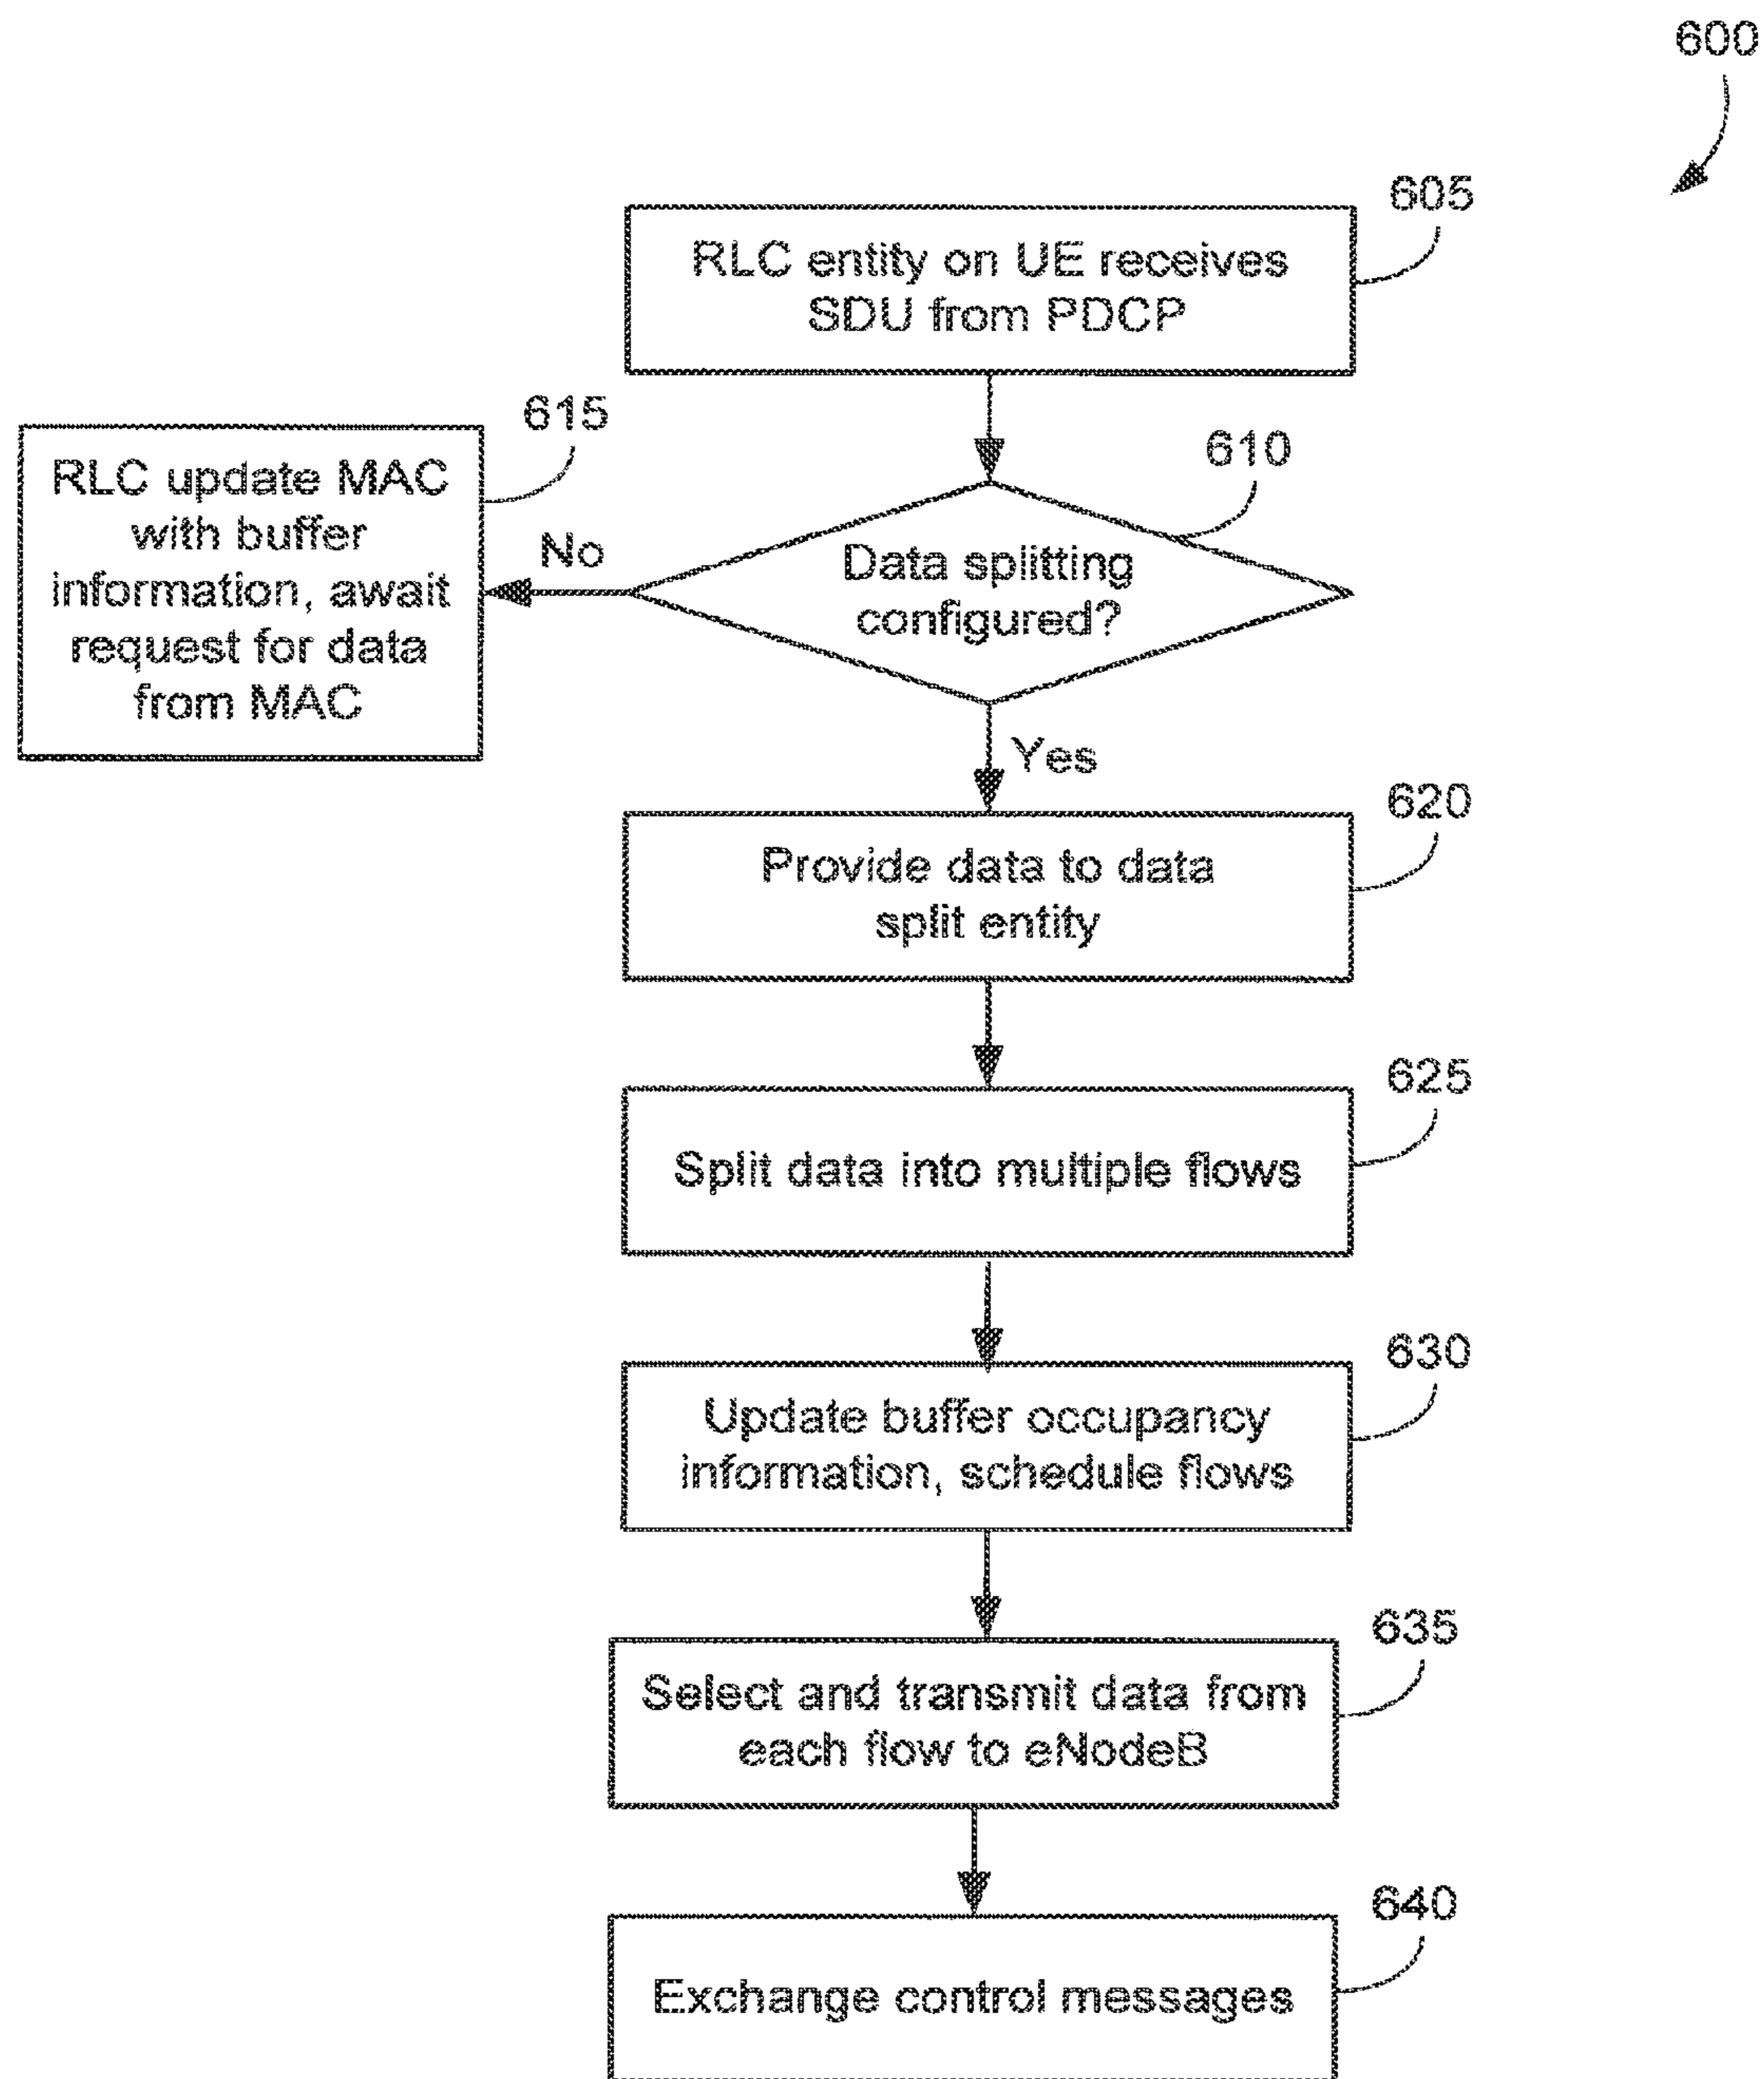 600
605
RLC entity on UE receives
SDU from PDCP
615
RLC update MAC
with buffer
information, await
request for data
from MAC
610
No
Data splitting
configured?
Yes
620
Provide data to data
split entity
625
Split data into multiple flows
630
Update buffer occupancy
information, schedule flows
635
Select and transmit data from
each flow to eNodeB
640
Exchange control messages